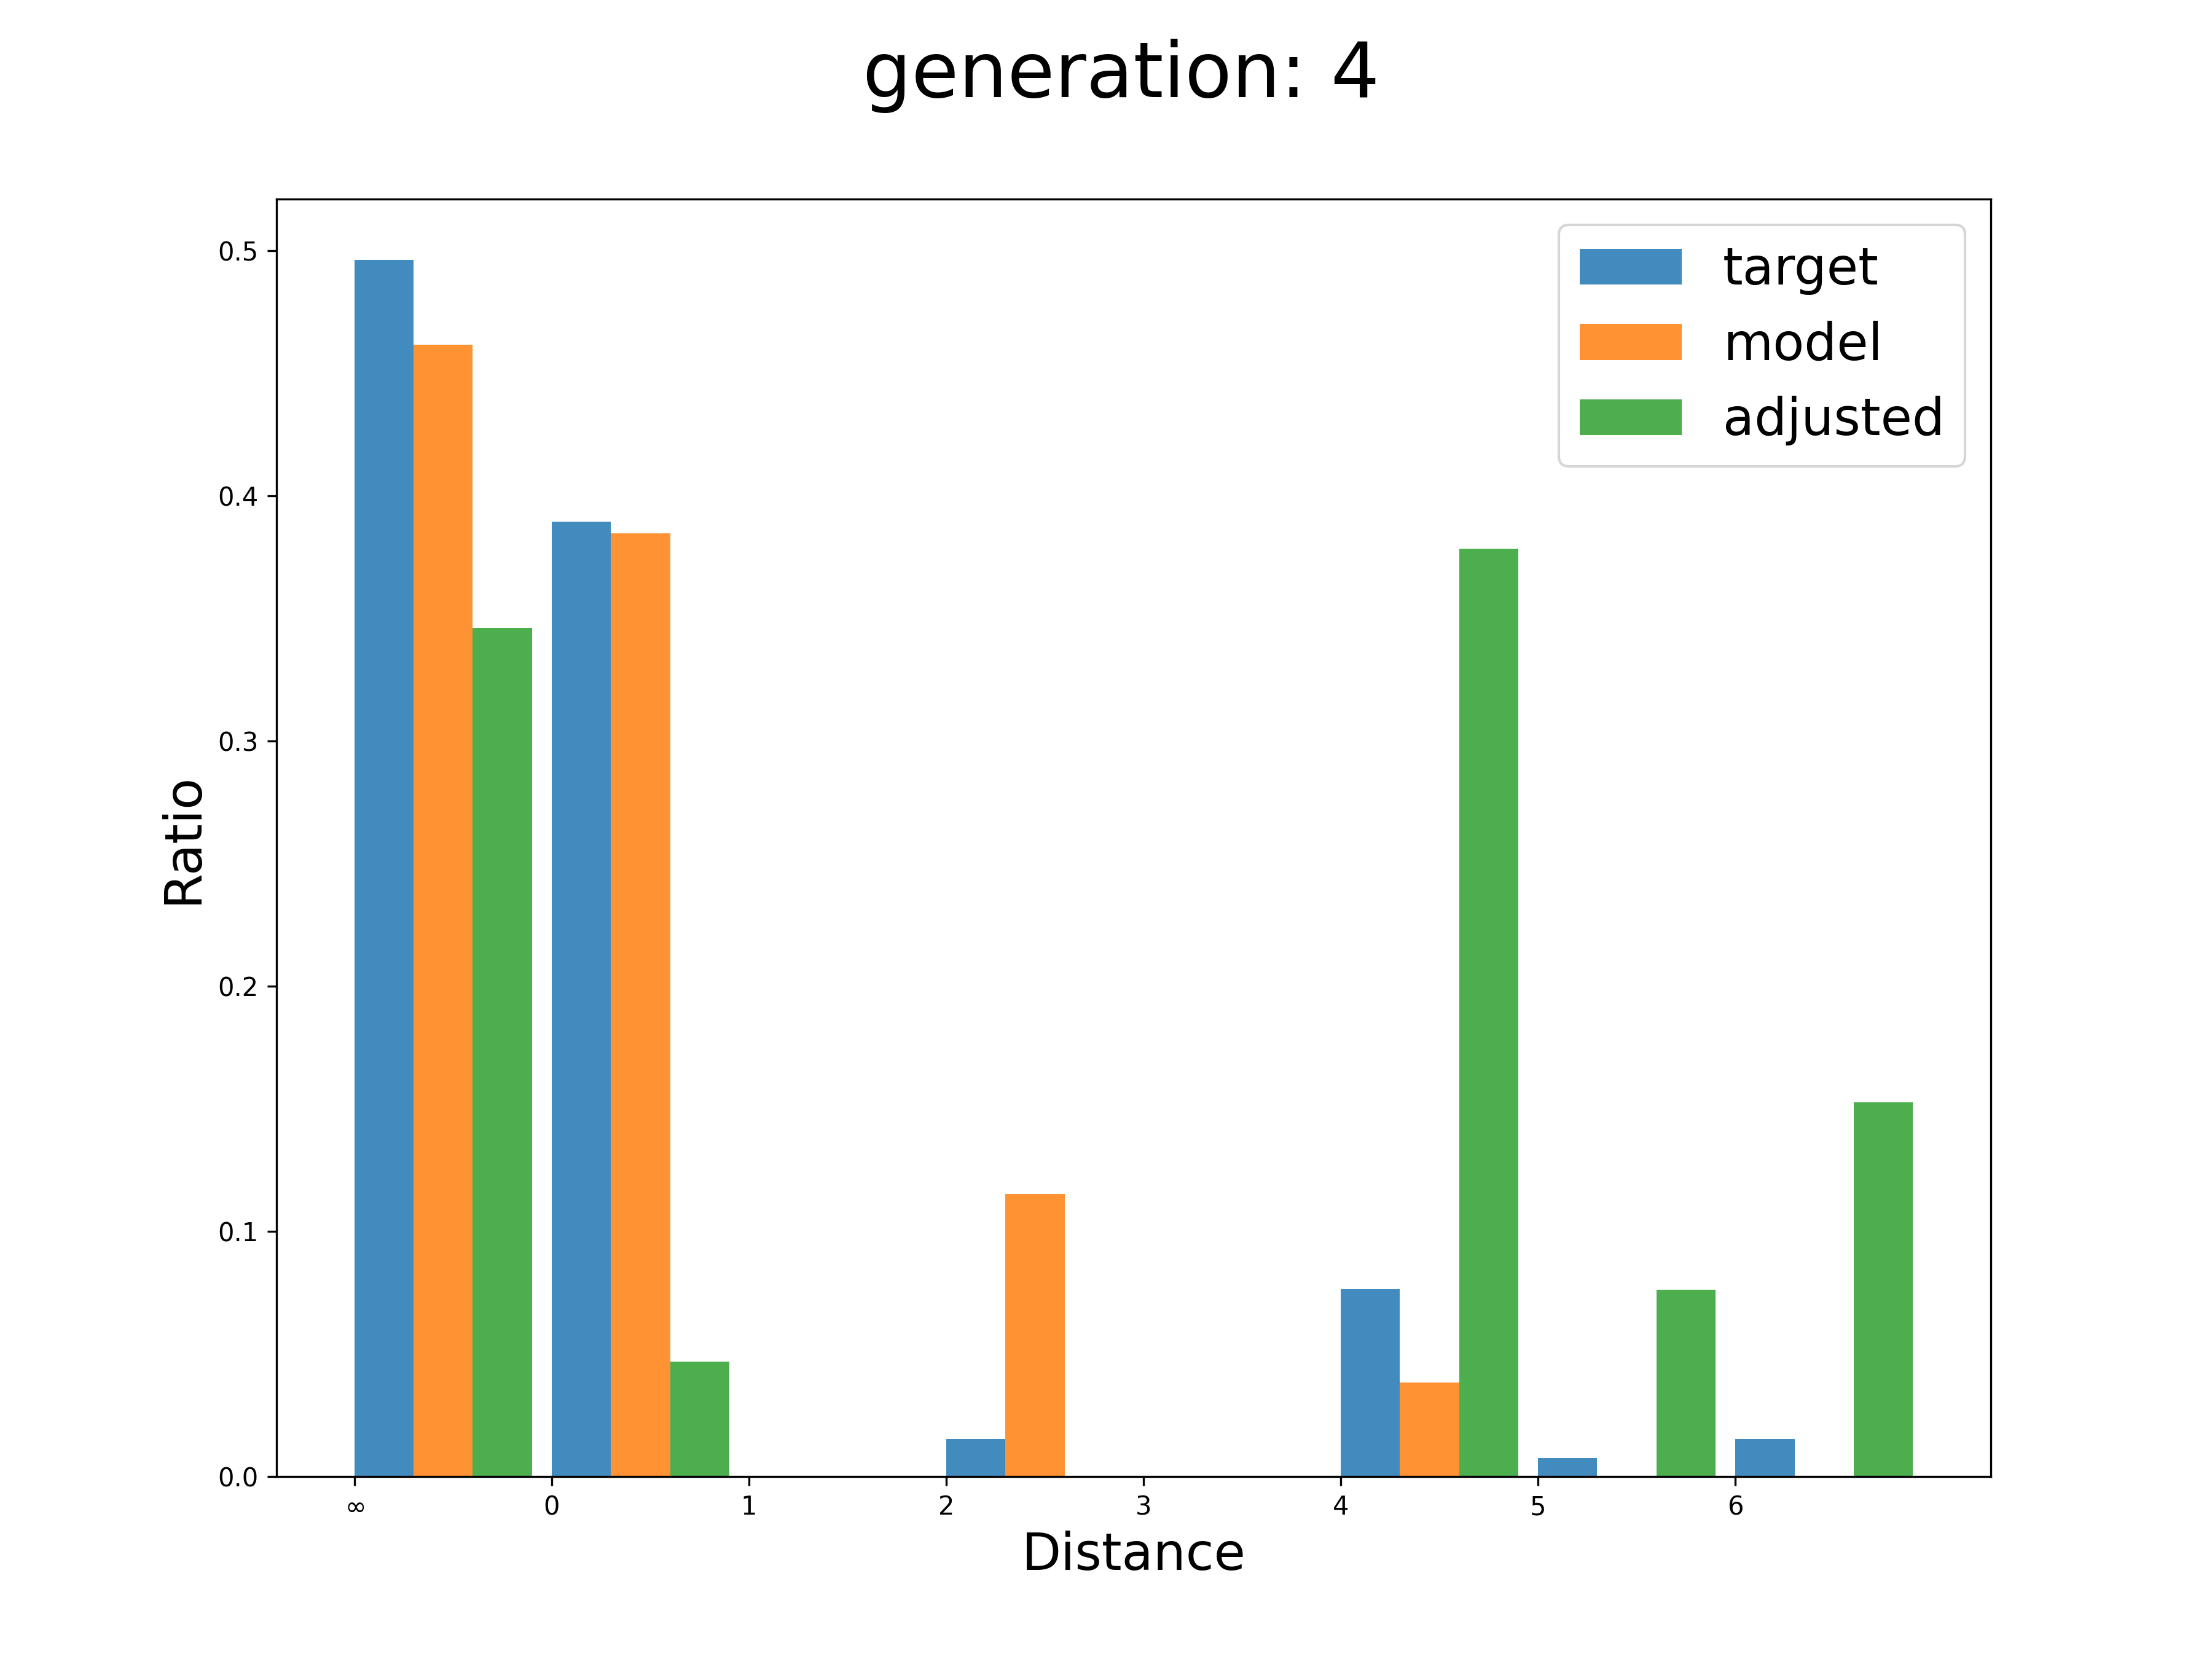 generation: 4
target
model
adjusted
0.5
0.4
0.3
0.2
0.1
0.0
Ratio
∞ 0 1 2 3 4 5 6
Distance